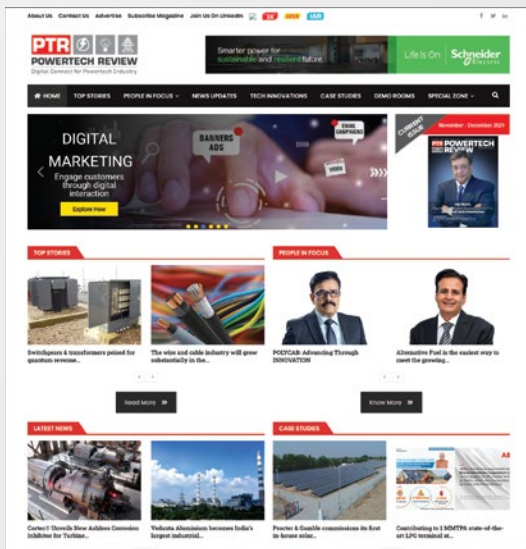 About Us Contact Us Advertise Subscribe Magazine Join Us On LinkedIn
PTR
POWERTECH REVIEW
Digital Connect for Powertech Industry
Smarter power for
sustainable and resilient future
Life Is On Schneider
Electric
HOME TOP STORIES PEOPLE IN FOCUS NEWS UPDATES TECH INNOVATIONS CASE STUDIES DEMO ROOMS SPECIAL ZONE
DIGITAL
MARKETING
Engage customers
through digital
interaction
Explore Now
BANNERS
ADS
EMAIL
CAMPAIGNS
VIDEO
CURRENT
ISSUE
November - December 2021
PTR POWERTECH
REVIEW
TOP STORIES
PEOPLE IN FOCUS
Switchgears & transformers poised for
quantum revenue...
The wire and cable industry will grow
substantially in the...
POLYCAB: Advancing Through
INNOVATION
Alternative Fuel is the easiest way to
meet the growing...
Read More
Know More
LATEST NEWS
CASE STUDIES
Cortec® Unveils New Ashless Corrosion
Inhibitor for Turbine...
Vedanta Aluminium becomes India's
largest industrial...
Procter & Gamble commissions its first
in-house solar...
Contributing to 1 MMTPA state-of-the-
art LPG terminal at...